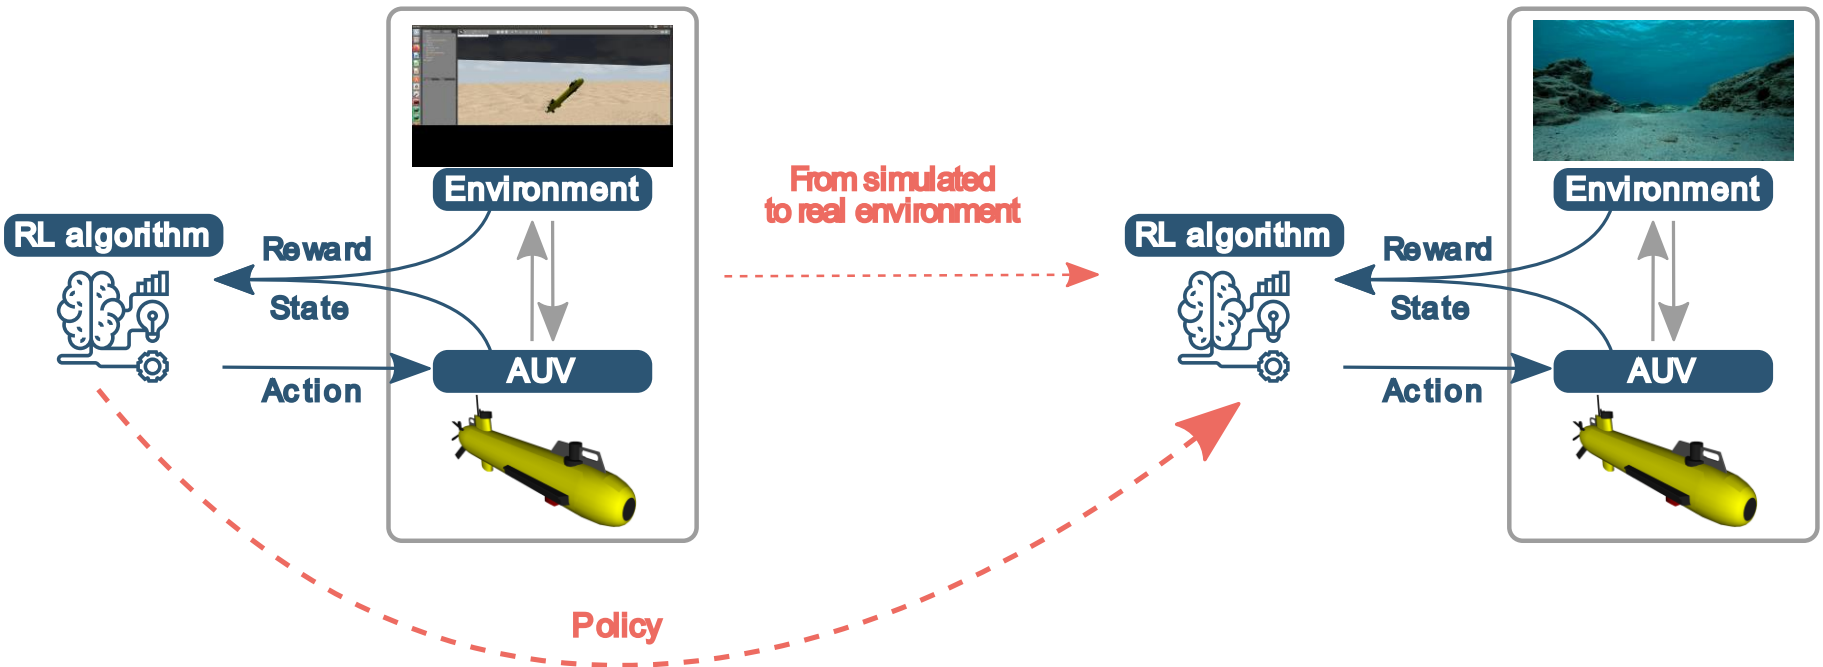 Environment
RL algorithm
Reward
State
Action
AUV
From simulated
to real environment
Environment
RL algorithm
Reward
State
Action
AUV
Policy